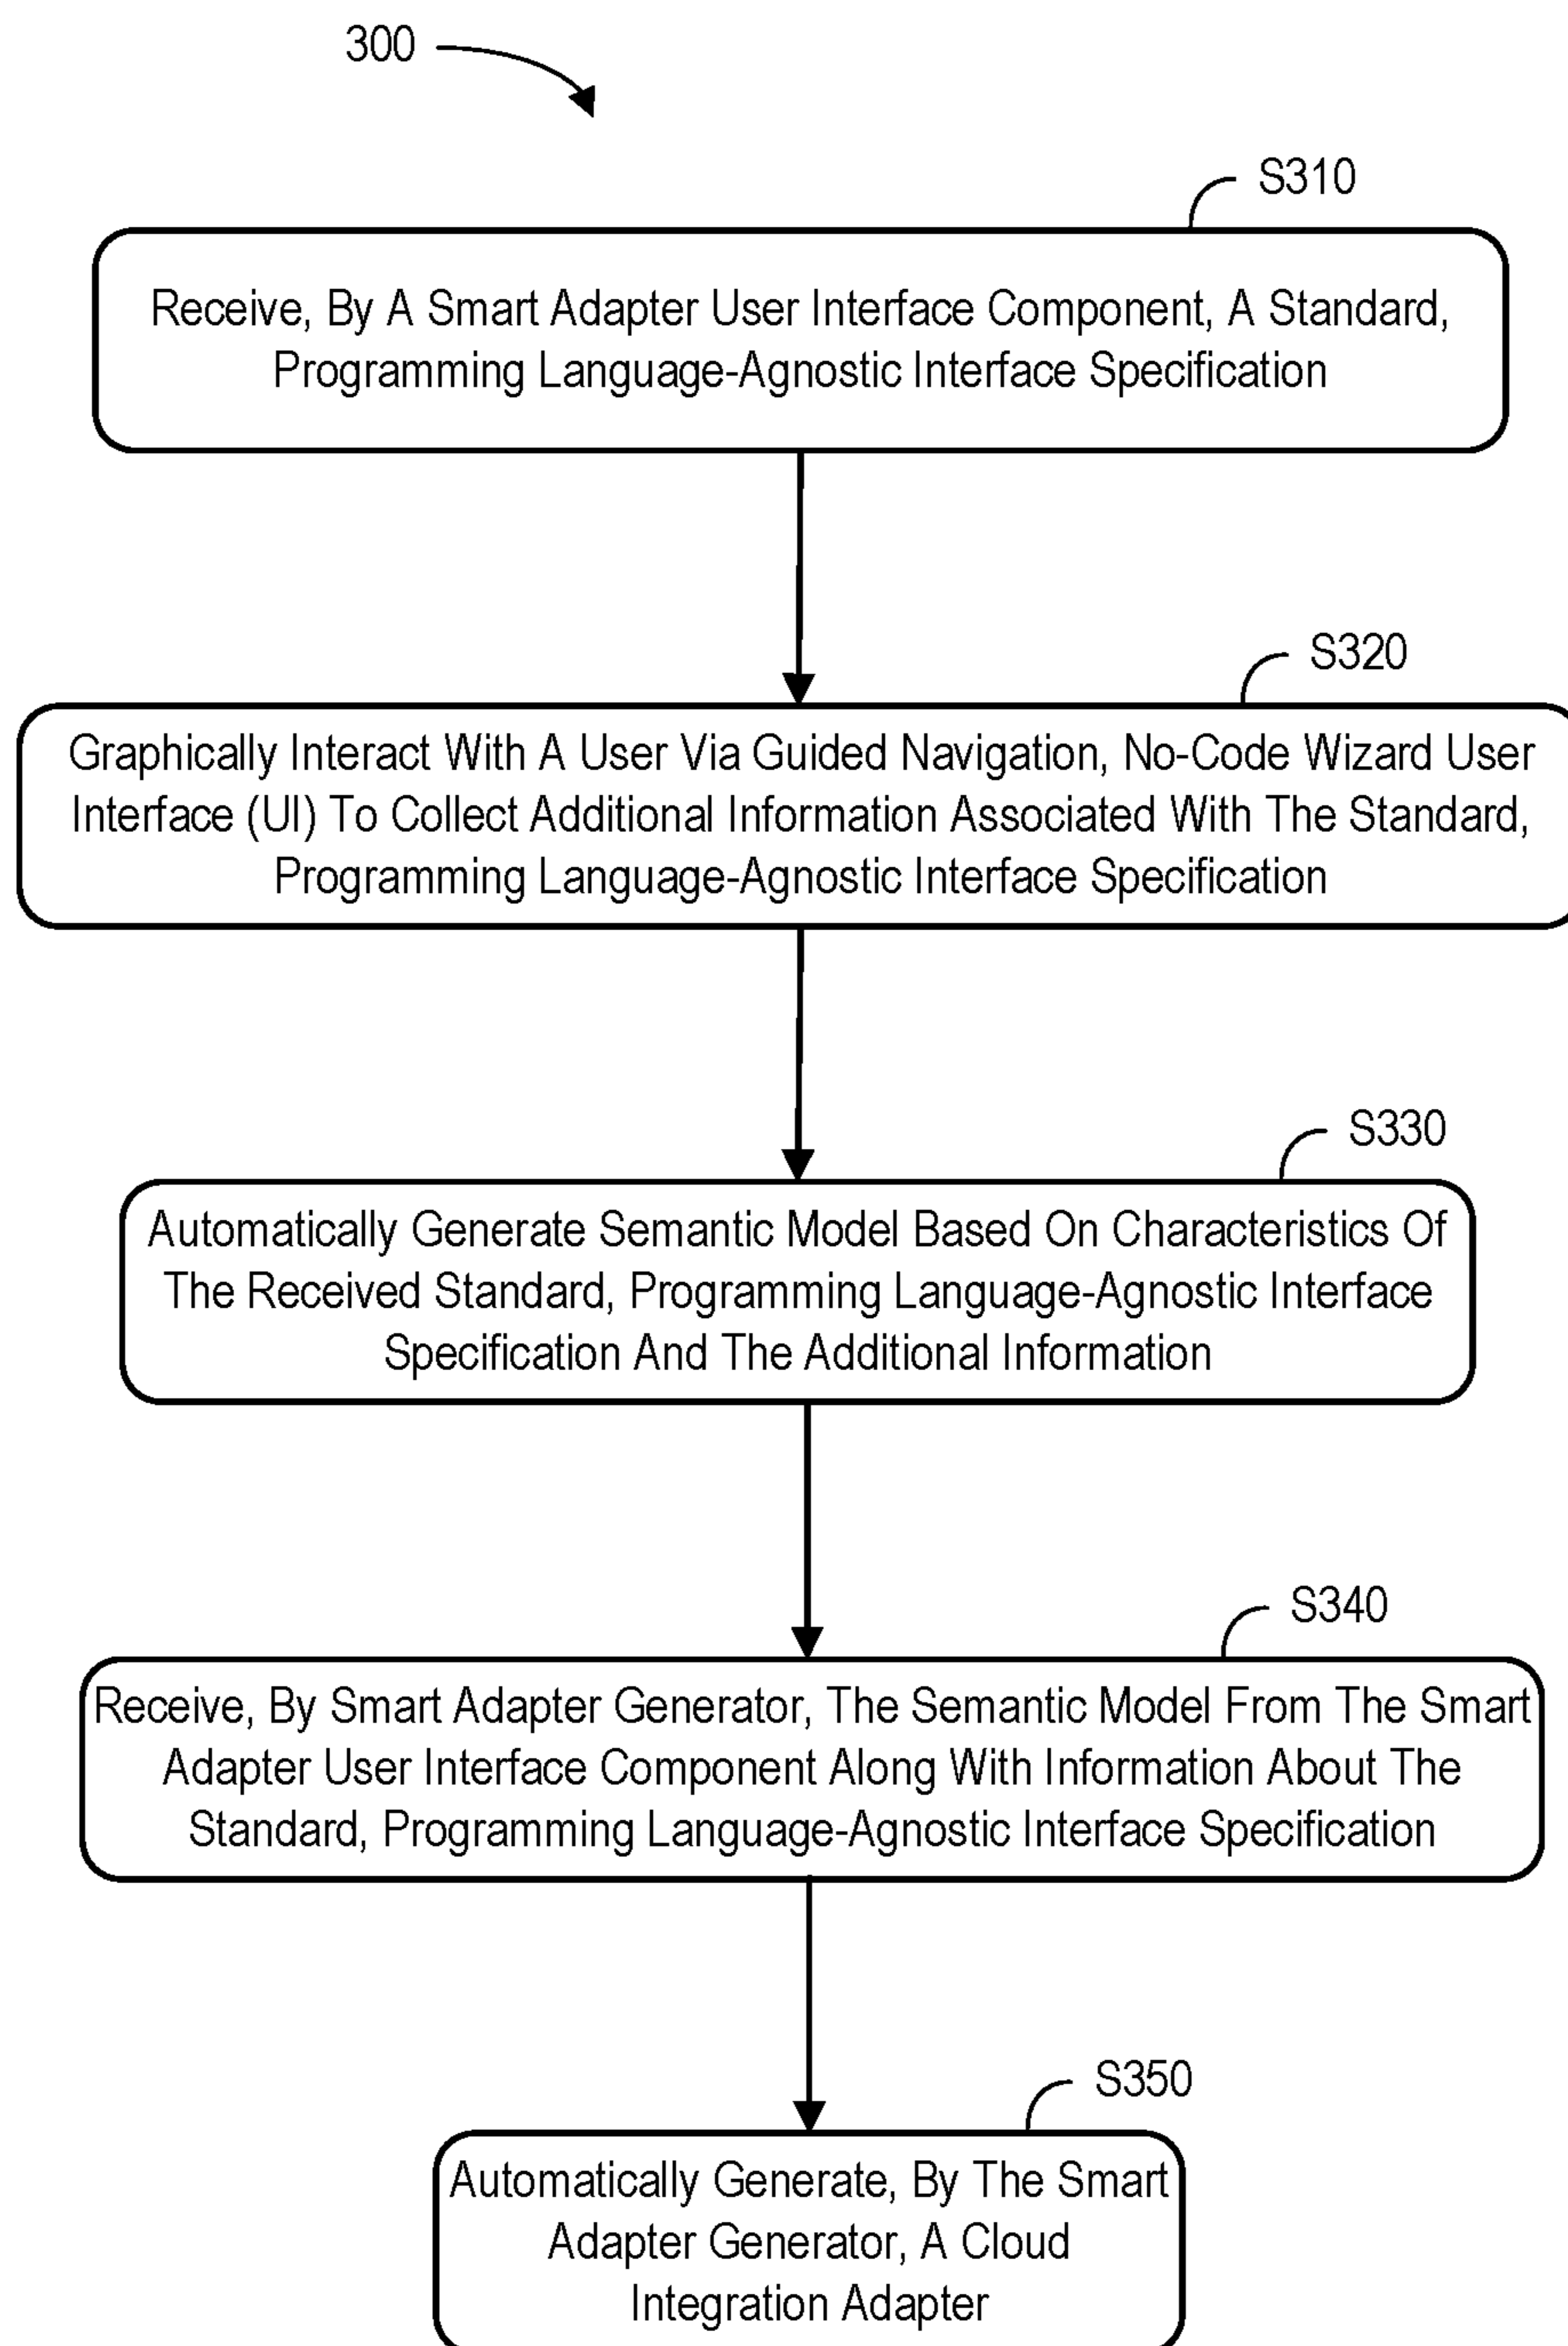 300
S310
Receive, By A Smart Adapter User Interface Component, A Standard,
Programming Language-Agnostic Interface Specification
S320
Graphically Interact With A User Via Guided Navigation, No-Code Wizard User
Interface (UI) To Collect Additional Information Associated With The Standard,
Programming Language-Agnostic Interface Specification
S330
Automatically Generate Semantic Model Based On Characteristics Of
The Received Standard, Programming Language-Agnostic Interface
Specification And The Additional Information
S340
Receive, By Smart Adapter Generator, The Semantic Model From The Smart
Adapter User Interface Component Along With Information About The
Standard, Programming Language-Agnostic Interface Specification
S350
Automatically Generate, By The Smart
Adapter Generator, A Cloud
Integration Adapter